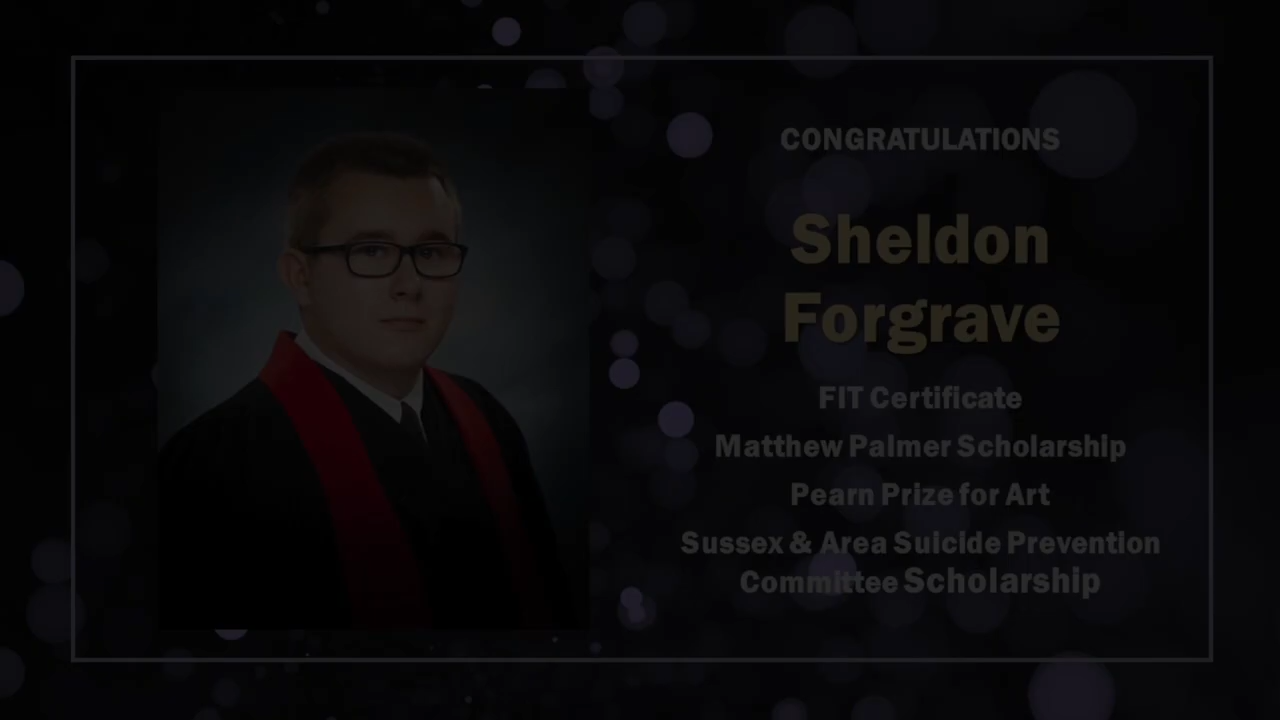 CONGRATULATIONS
Sheldon
Forgrave
FIT Certificate
Matthew Palmer Scholarship
Pearn Prize for Art
Sussex & Area Suicide Prevention
Committee Scholarship